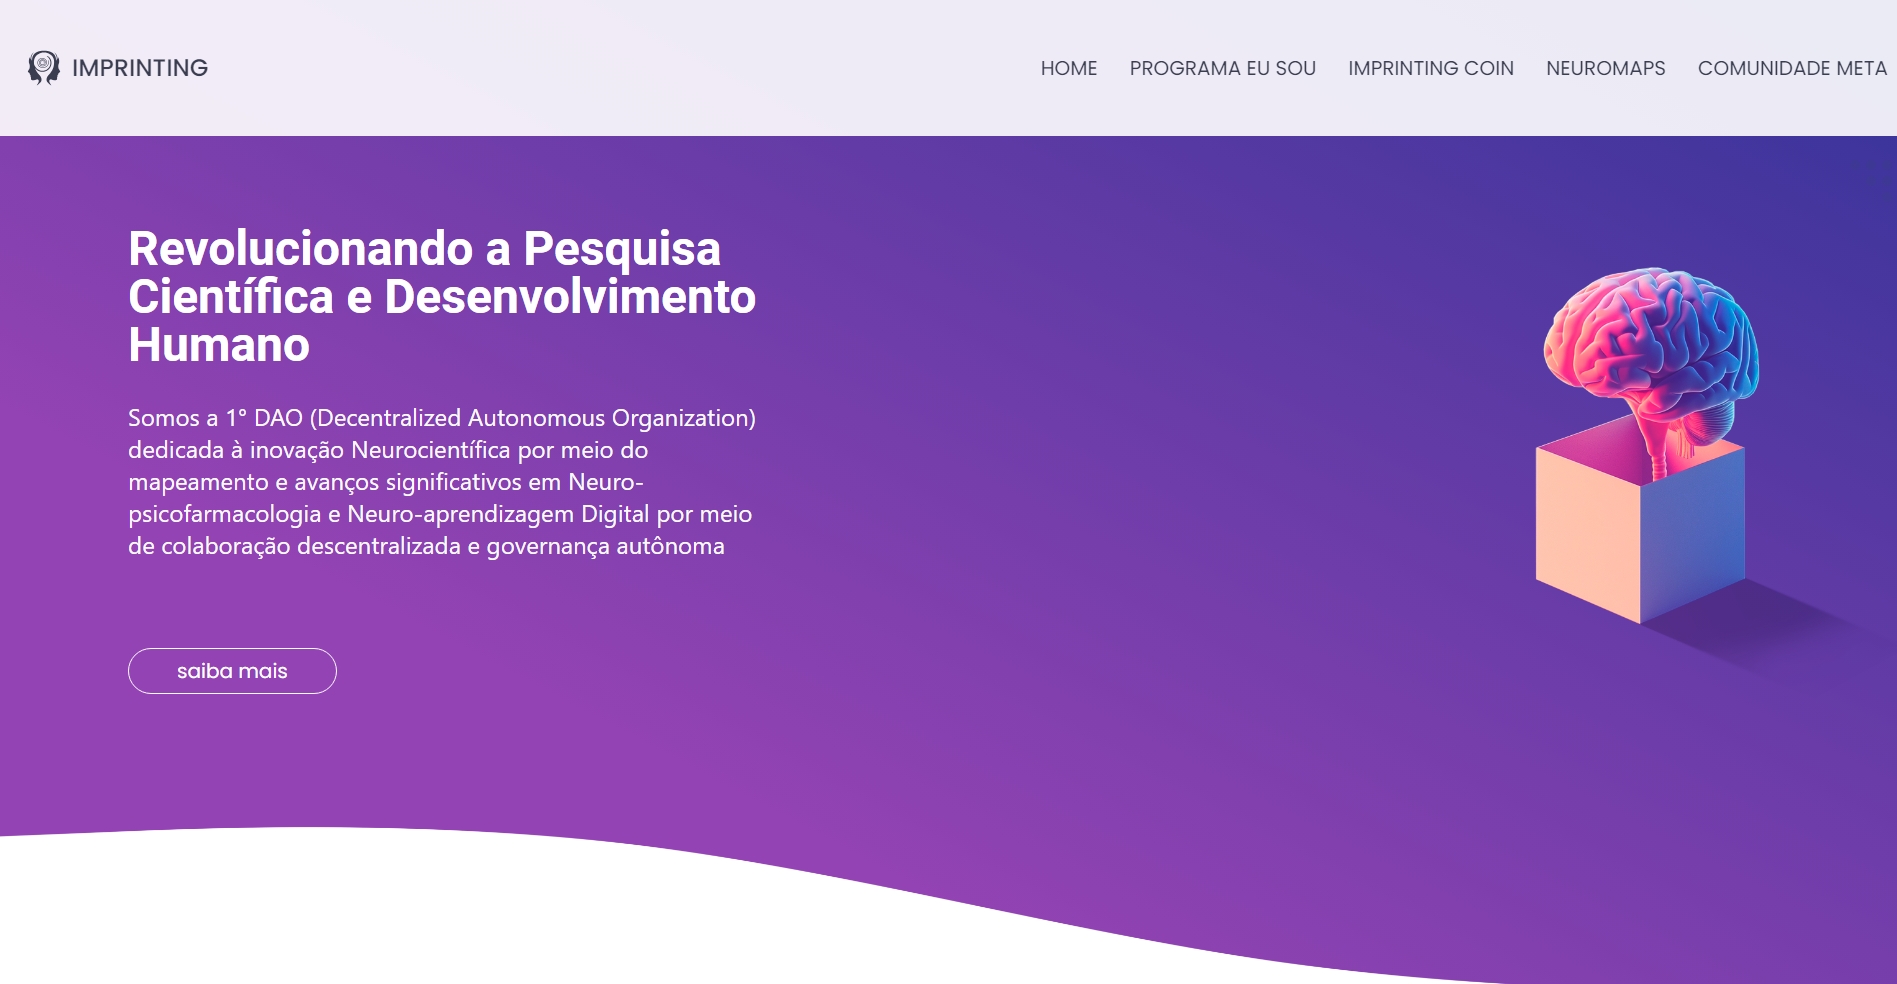 IMPRINTING
HOME PROGRAMA EU SOU IMPRINTING COIN NEUROMAPS COMUNIDADE META
Revolucionando a Pesquisa
Científica e Desenvolvimento
Humano
Somos a 1° DAO (Decentralized Autonomous Organization)
dedicada à inovação Neurocientífica por meio do
mapeamento e avanços significativos em Neuro-
psicofarmacologia e Neuro-aprendizagem Digital por meio
de colaboração descentralizada e governança autônoma
saiba mais